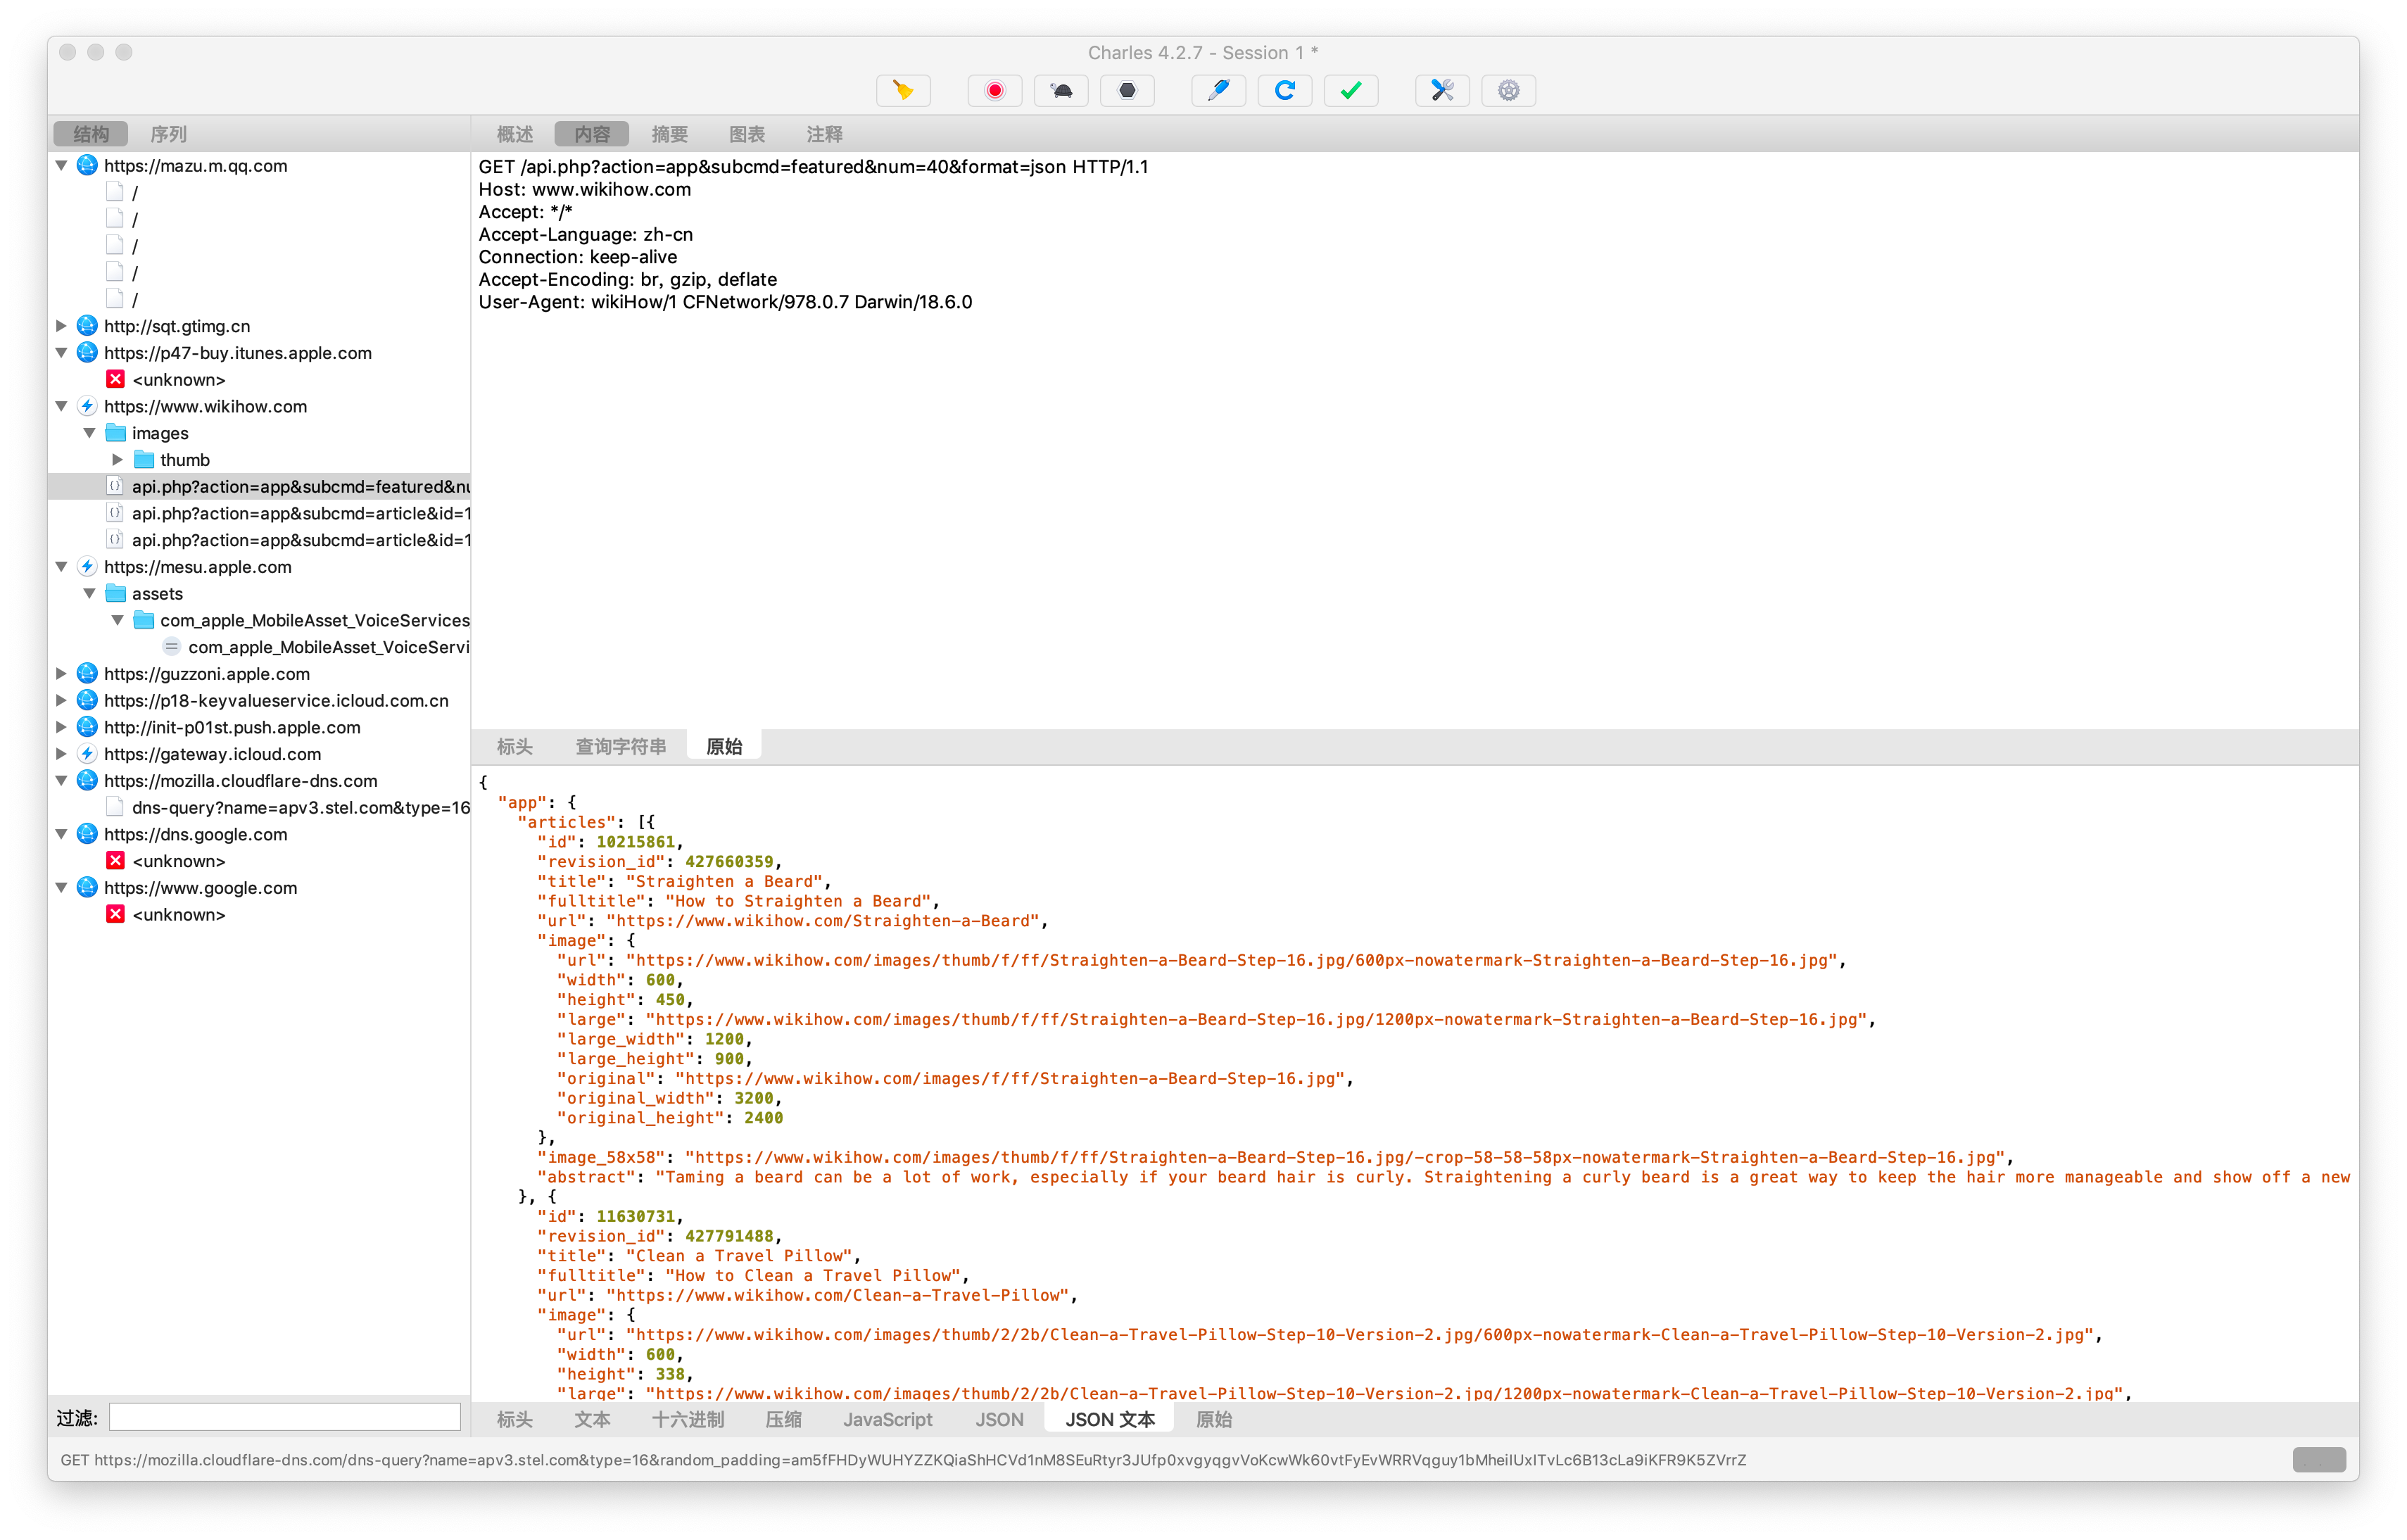 Charles 4.2.7 - Session 1 *
结构 序列
https://mazu.m.qq.com
/
/
/
/
/
http://sqt.gtimg.cn
https://p47-buy.itunes.apple.com
<unknown>
https://www.wikihow.com
images
thumb
api.php?action=app&subcmd=featured&nu
api.php?action=app&subcmd=article&id=1
api.php?action=app&subcmd=article&id=1
https://mesu.apple.com
assets
com_apple_MobileAsset_VoiceServices
com_apple_MobileAsset_VoiceServi
https://guzzoni.apple.com
https://p18-keyvalueservice.icloud.com.cn
http://init-p01st.push.apple.com
https://gateway.icloud.com
https://mozilla.cloudflare-dns.com
dns-query?name=apv3.stel.com&type=16
https://dns.google.com
<unknown>
https://www.google.com
<unknown>
过滤:
概述 内容 摘要 图表 注释
GET /api.php?action=app&subcmd=featured&num=40&format=json HTTP/1.1
Host: www.wikihow.com
Accept: */*
Accept-Language: zh-cn
Connection: keep-alive
Accept-Encoding: br, gzip, deflate
User-Agent: wikiHow/1 CFNetwork/978.0.7 Darwin/18.6.0
标头 查询字符串 原始
{
"app": {
"articles": [{
"id": 10215861,
"revision_id": 427660359,
"title": "Straighten a Beard",
"fulltitle": "How to Straighten a Beard",
"url": "https://www.wikihow.com/Straighten-a-Beard",
"image": {
"url": "https://www.wikihow.com/images/thumb/f/ff/Straighten-a-Beard-Step-16.jpg/600px-nowatermark-Straighten-a-Beard-Step-16.jpg",
"width": 600,
"height": 450,
"large": "https://www.wikihow.com/images/thumb/f/ff/Straighten-a-Beard-Step-16.jpg/1200px-nowatermark-Straighten-a-Beard-Step-16.jpg",
"large_width": 1200,
"large_height": 900,
"original": "https://www.wikihow.com/images/f/ff/Straighten-a-Beard-Step-16.jpg",
"original_width": 3200,
"original_height": 2400
},
"image_58x58": "https://www.wikihow.com/images/thumb/f/ff/Straighten-a-Beard-Step-16.jpg/-crop-58-58-58px-nowatermark-Straighten-a-Beard-Step-16.jpg",
"abstract": "Taming a beard can be a lot of work, especially if your beard hair is curly. Straightening a curly beard is a great way to keep the hair more manageable and show off a new
}, {
"id": 11630731,
"revision_id": 427791488,
"title": "Clean a Travel Pillow",
"fulltitle": "How to Clean a Travel Pillow",
"url": "https://www.wikihow.com/Clean-a-Travel-Pillow",
"image": {
"url": "https://www.wikihow.com/images/thumb/2/2b/Clean-a-Travel-Pillow-Step-10-Version-2.jpg/600px-nowatermark-Clean-a-Travel-Pillow-Step-10-Version-2.jpg",
"width": 600,
"height": 338,
"large": "https://www.wikihow.com/images/thumb/2/2b/Clean-a-Travel-Pillow-Step-10-Version-2.jpg/1200px-nowatermark-Clean-a-Travel-Pillow-Step-10-Version-2.jpg",
标头 文本 十六进制 压缩 JavaScript JSON JSON 文本 原始
GET https://mozilla.cloudflare-dns.com/dns-query?name=apv3.stel.com&type=16&random_padding=am5fFHDyWUHYZZKQiaShHCVd1nM8SEuRtyr3JUfp0xvgyqgvVoKcwWk60vtFyEvWRRVqguy1bMheiIUxITvLc6B13cLa9iKFR9K5ZVrrZ